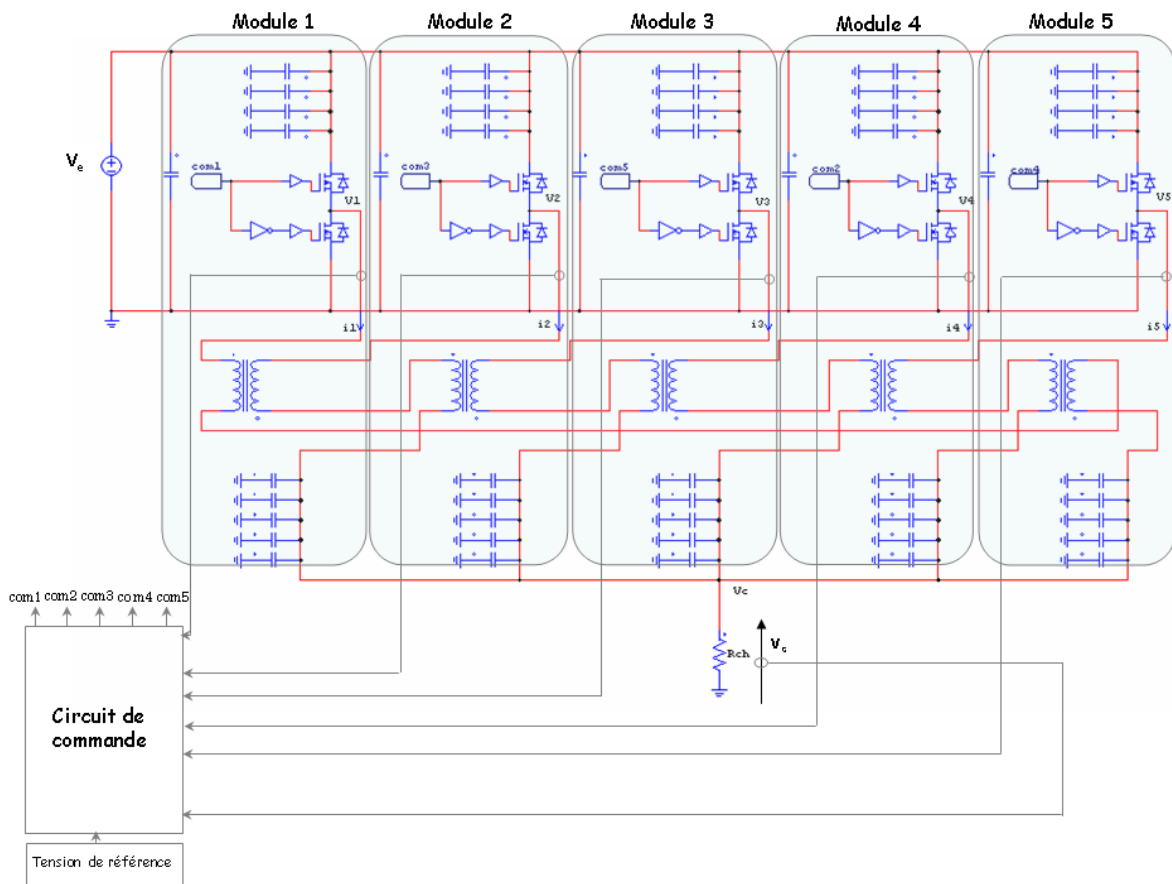 Module 1
Module 2
Module 3
Module 4
Module 5
Ve
com1
com3
com5
com2
com4
V1
V2
V3
V4
V5
i1
i2
i3
i4
i5
Vc
Rch
Vs
com1 com2 com3 com4 com5
Circuit de
commande
Tension de référence